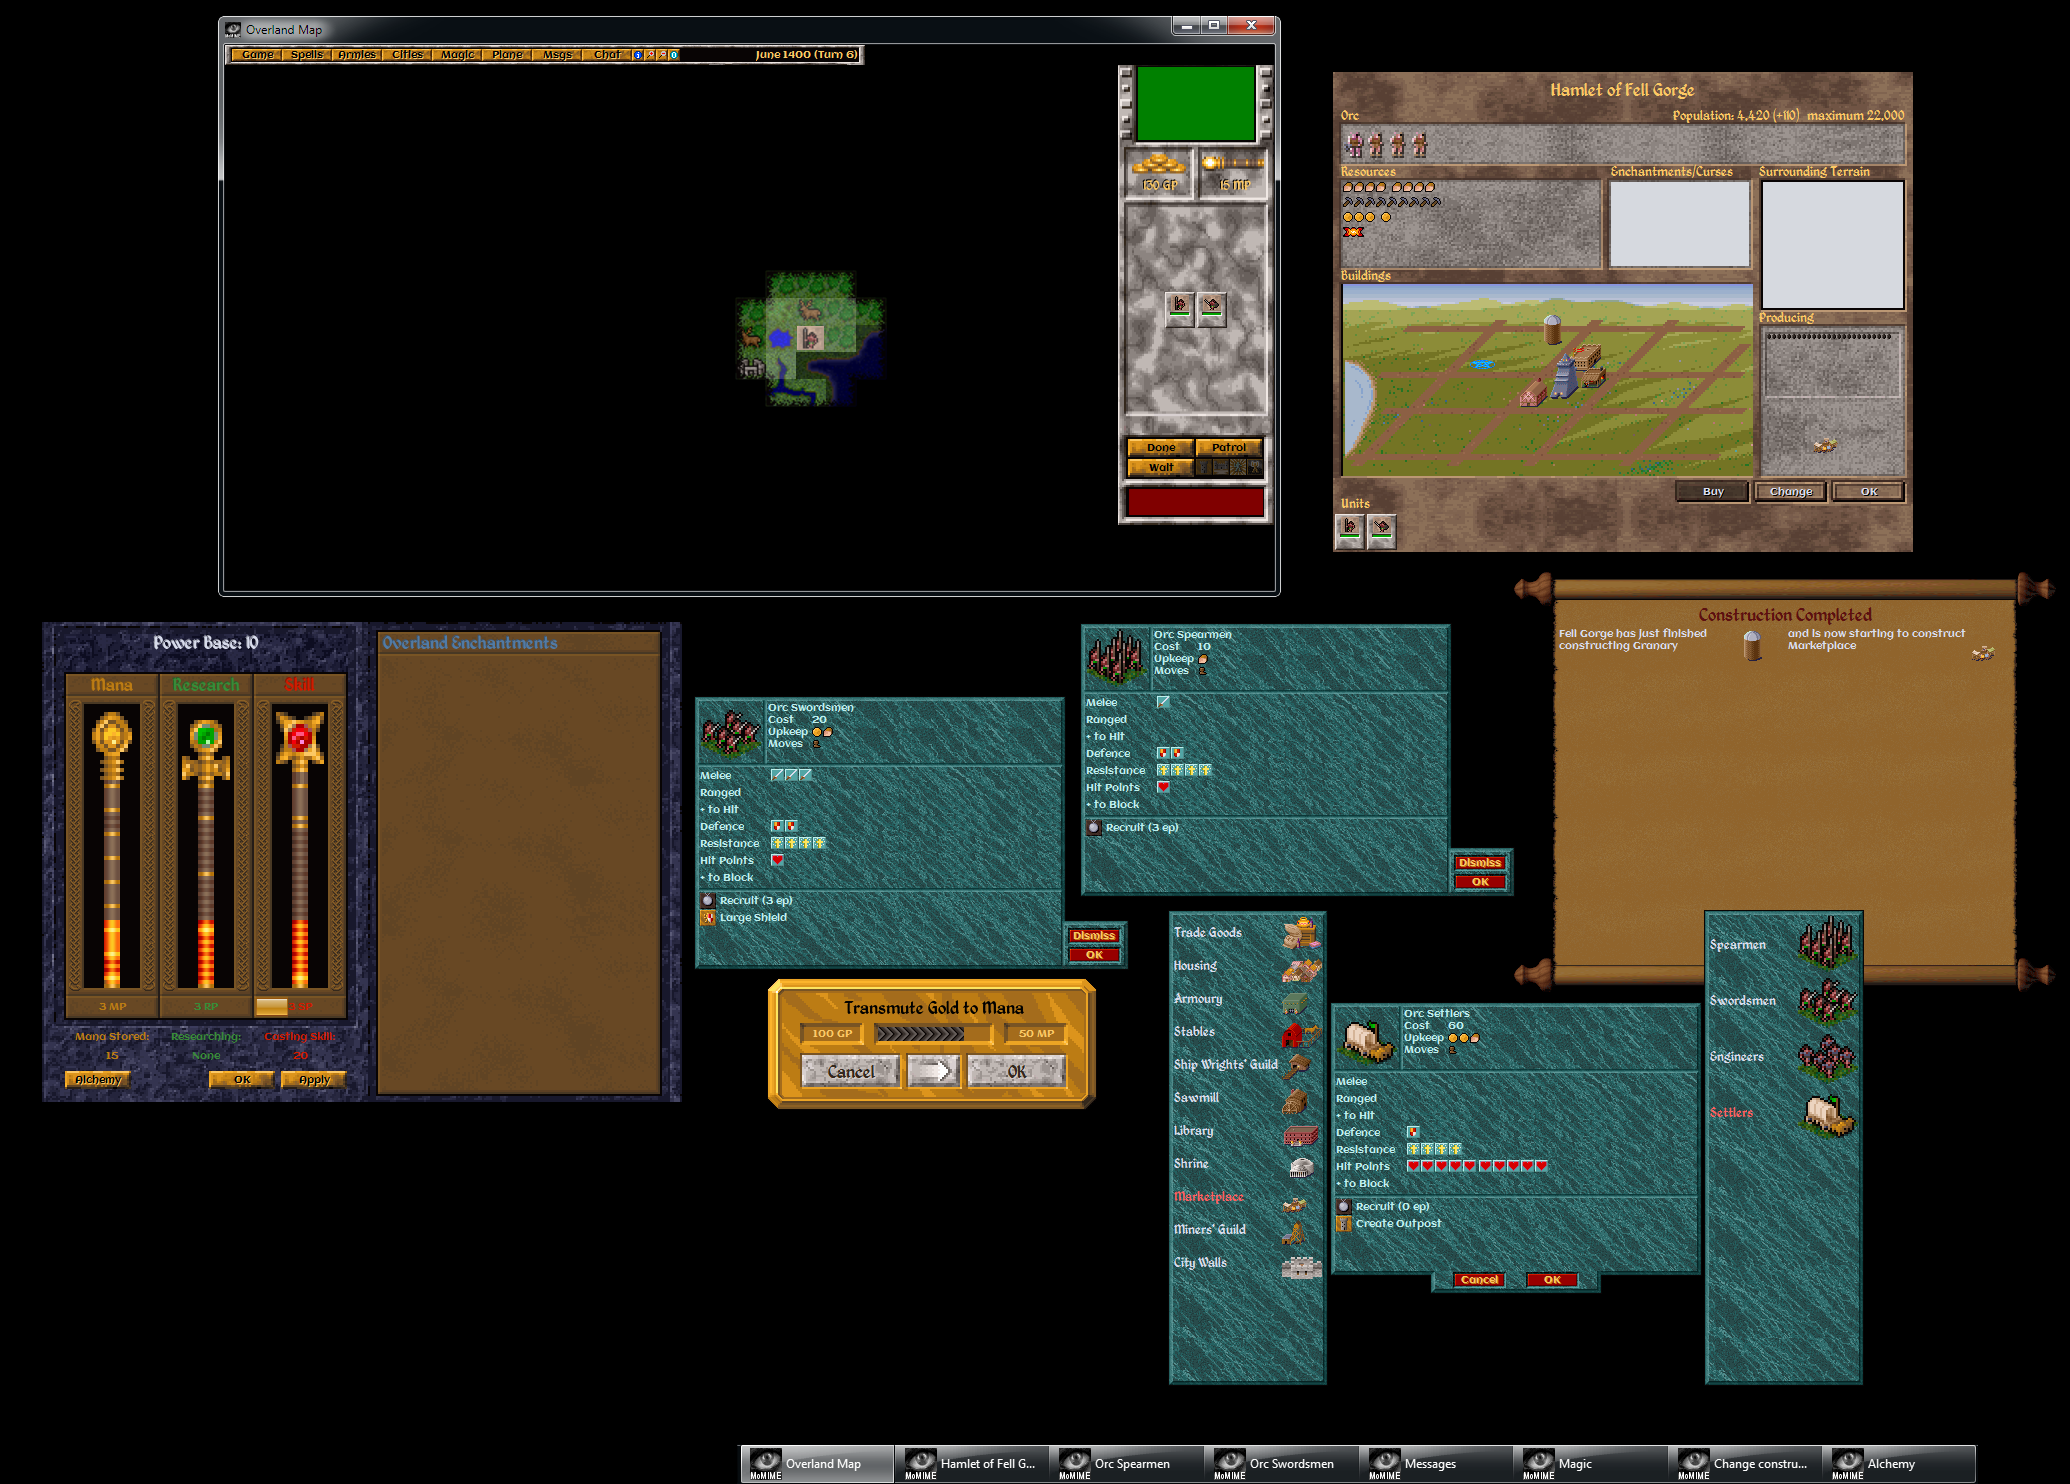 Overland Map
Game Spells Armies Cities Magic Plane Msgs Chat
June 1400 (Turn 6)
130 GP 15 MP
Done Patrol
Wait
Hamlet of Fell Gorge
Orc
Population: 4,420 (+110) maximum 22,000
Resources
Enchantments/Curses
Surrounding Terrain
Buildings
Producing
Buy Change OK
Units
Power Base: 10
Overland Enchantments
Mana Research Skill
3 MP 3 RP
Mana Stored: Researching: Casting Skill:
15 None 20
Alchemy OK Apply
Orc Swordsmen
Cost 20
Upkeep
Moves
Melee
Ranged
+ to Hit
Defence
Resistance
Hit Points
+ to Block
Recruit (3 ep)
Large Shield
Dismiss
OK
Orc Spearmen
Cost 10
Upkeep
Moves
Melee
Ranged
+ to Hit
Defence
Resistance
Hit Points
+ to Block
Recruit (3 ep)
Dismiss
OK
Construction Completed
Fell Gorge has just finished
constructing Granary
and is now starting to construct
Marketplace
Transmute Gold to Mana
100 GP 50 MP
Cancel OK
Trade Goods
Housing
Armoury
Stables
Ship Wrights' Guild
Sawmill
Library
Shrine
Marketplace
Miners' Guild
City Walls
Orc Settlers
Cost 60
Upkeep
Moves
Melee
Ranged
+ to Hit
Defence
Resistance
Hit Points
+ to Block
Recruit (0 ep)
Create Outpost
Cancel OK
Spearmen
Swordsmen
Engineers
Settlers
MoMIME Overland Map
MoMIME Hamlet of Fell G...
MoMIME Orc Spearmen
MoMIME Orc Swordsmen
MoMIME Messages
MoMIME Magic
MoMIME Change constru...
MoMIME Alchemy